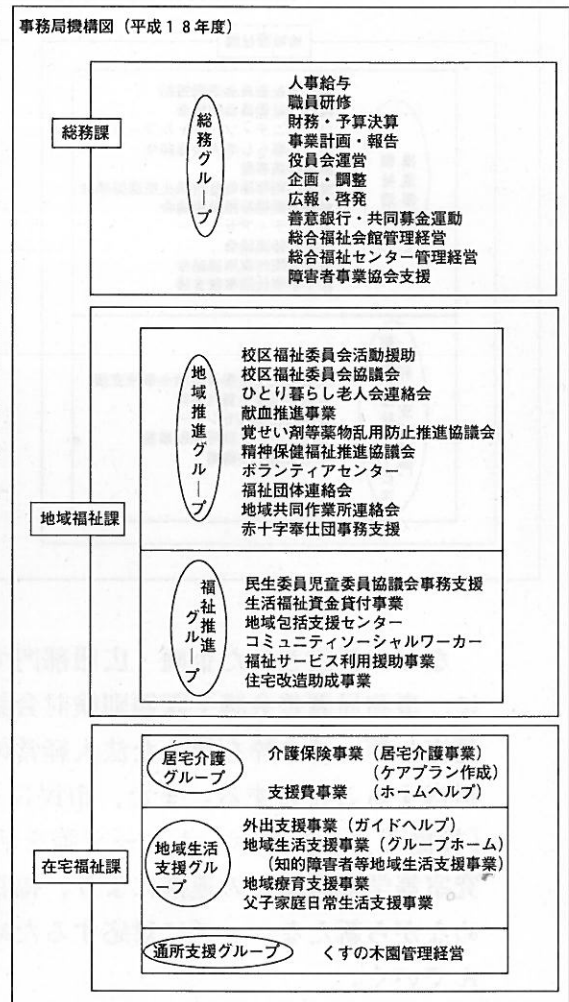 事務局機構図（平成１８年度）
総務課
総務グループ
人事給与
職員研修
財務・予算決算
事業計画・報告
役員会運営
企画・調整
広報・啓発
善意銀行・共同募金運動
総合福祉会館管理経営
総合福祉センター管理経営
障害者事業協会支援
地域福祉課
地域推進グループ
校区福祉委員会活動援助
校区福祉委員会協議会
ひとり暮らし老人会連絡会
献血推進事業
覚せい剤等薬物乱用防止推進協議会
精神保健福祉推進協議会
ボランティアセンター
福祉団体連絡会
地域共同作業所連絡会
赤十字奉仕団事務支援
福祉推進
グループ
民生委員児童委員協議会事務支援
生活福祉資金貸付事業
地域包括支援センター
コミュニティソーシャルワーカー
福祉サービス利用援助事業
住宅改造助成事業
在宅福祉課
居宅介護
グループ
介護保険事業（居宅介護事業）
（ケアプラン作成）
支援費事業（ホームヘルプ）
地域生活
支援グル
ープ
外出支援事業（ガイドヘルプ）
地域生活支援事業（グループホーム）
（知的障害者等地域生活支援事業）
地域療育支援事業
父子家庭日常生活支援事業
通所支援グループ
くすの木園管理経営